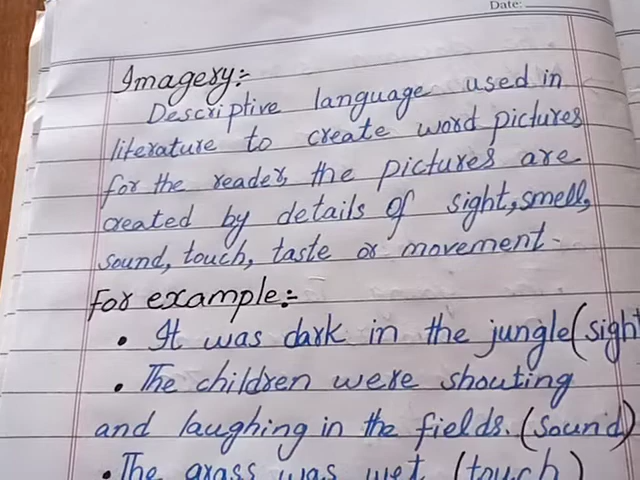 Date:
Imagery:-
Descriptive language used in
literature to create word pictures
for the reader, the pictures are
created by details of sight, smell,
sound, touch, taste or movement.
For example:-
• It was dark in the jungle (sight
• The children were shouting
and laughing in the fields. (sound)
• The grass was wet (touch)